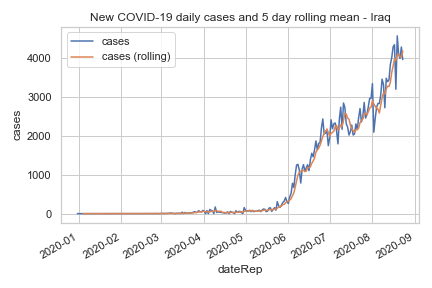 New COVID-19 daily cases and 5 day rolling mean - Iraq
cases
cases (rolling)
4000
3000
2000
1000
0
cases
2020-01
2020-02
2020-03
2020-04
2020-05
2020-06
2020-07
2020-08
2020-09
dateRep